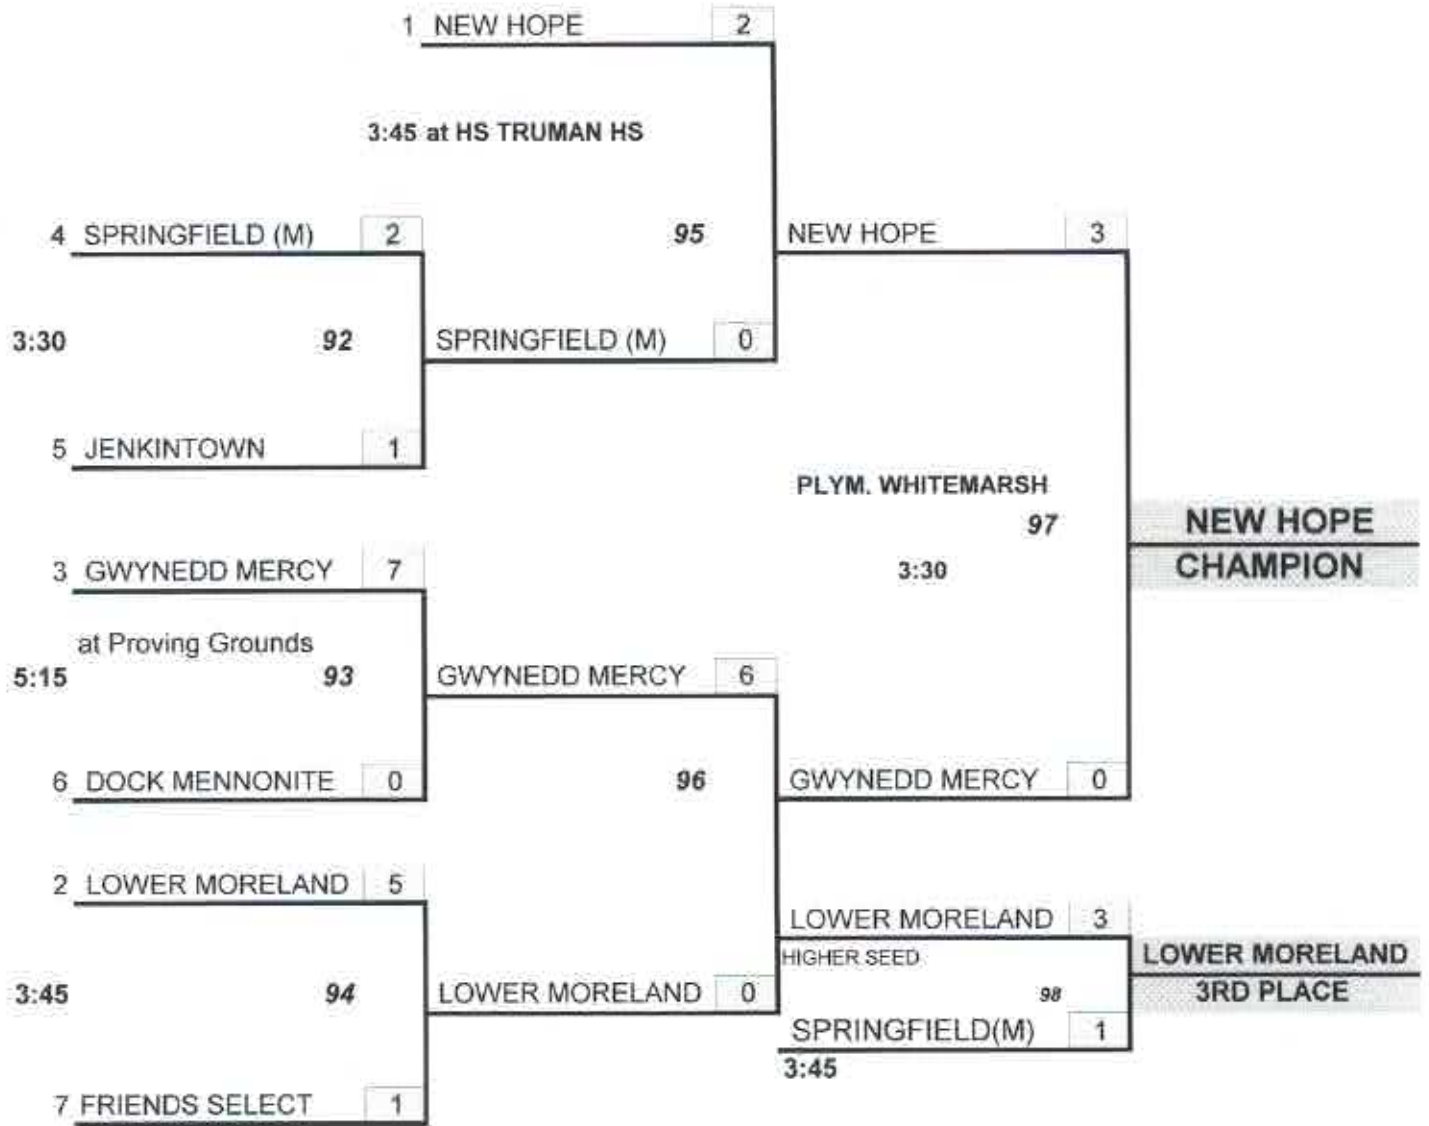 1 NEW HOPE 2
3:45 at HS TRUMAN HS
4 SPRINGFIELD (M) 2
95
NEW HOPE 3
3:30
92
SPRINGFIELD (M) 0
5 JENKINTOWN 1
PLYM. WHITEMARSH
97
3:30
NEW HOPE
CHAMPION
3 GWYNEDD MERCY 7
at Proving Grounds
5:15
93
GWYNEDD MERCY 6
6 DOCK MENNONITE 0
96
GWYNEDD MERCY 0
2 LOWER MORELAND 5
LOWER MORELAND 3
HIGHER SEED
LOWER MORELAND
3RD PLACE
3:45
94
LOWER MORELAND 0
98
SPRINGFIELD(M) 1
3:45
7 FRIENDS SELECT 1